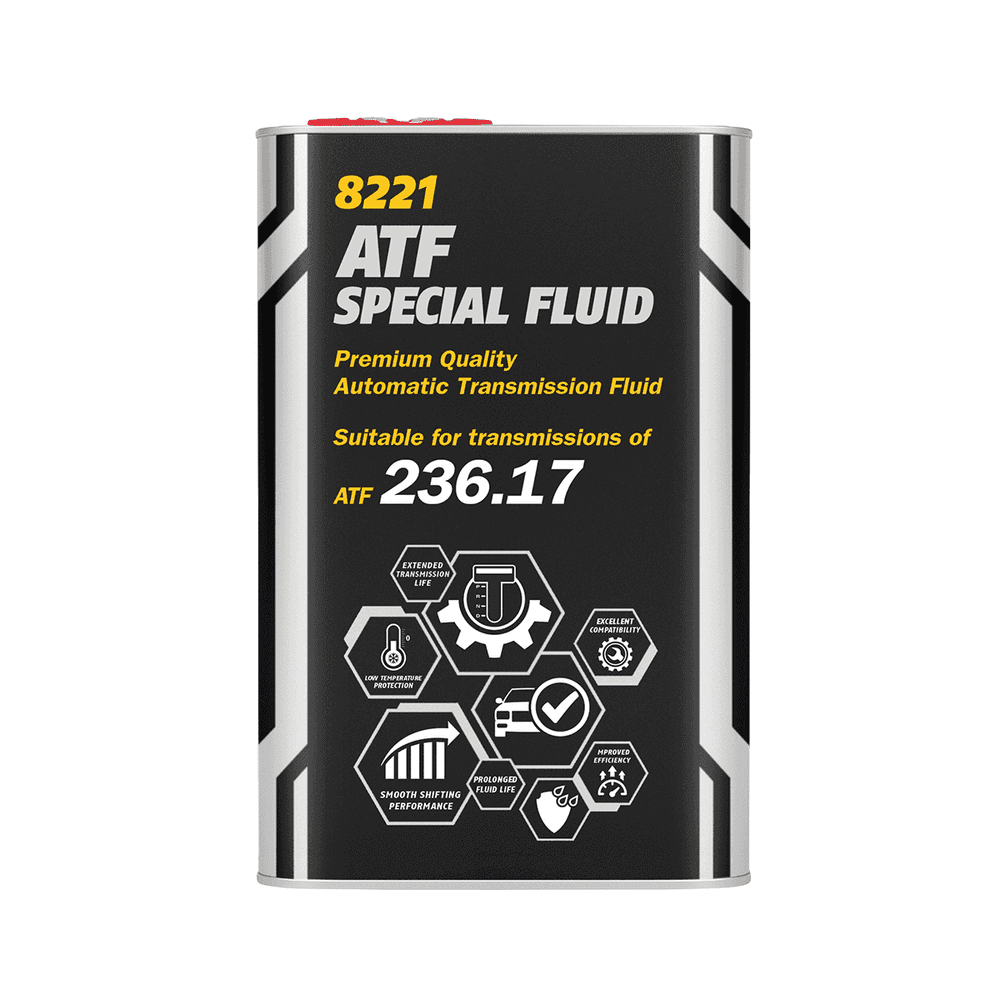 8221
ATF
SPECIAL FLUID
Premium Quality
Automatic Transmission Fluid
Suitable for transmissions of
ATF 236.17
EXTENDED
TRANSMISSION
LIFE
P
R
N
D
EXCELLENT
COMPATIBILITY
0
LOW TEMPERATURE
PROTECTION
SMOOTH SHIFTING
PERFORMANCE
PROLONGED
FLUID LIFE
MPROVED
EFFICIENCY